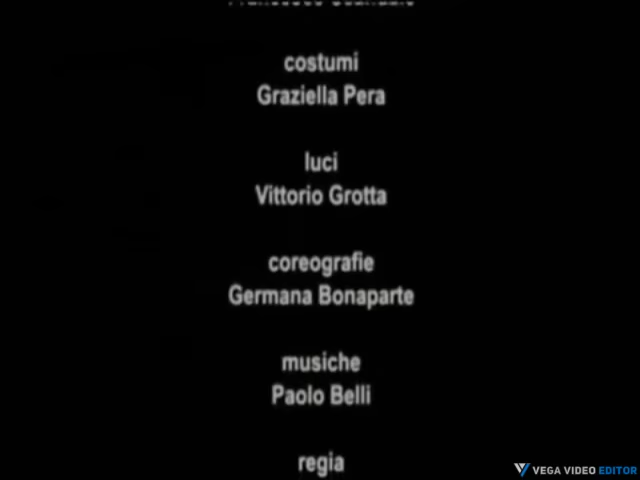 costumi
Graziella Pera
luci
Vittorio Grotta
coreografie
Germana Bonaparte
musiche
Paolo Belli
regia
VEGA VIDEO EDITOR